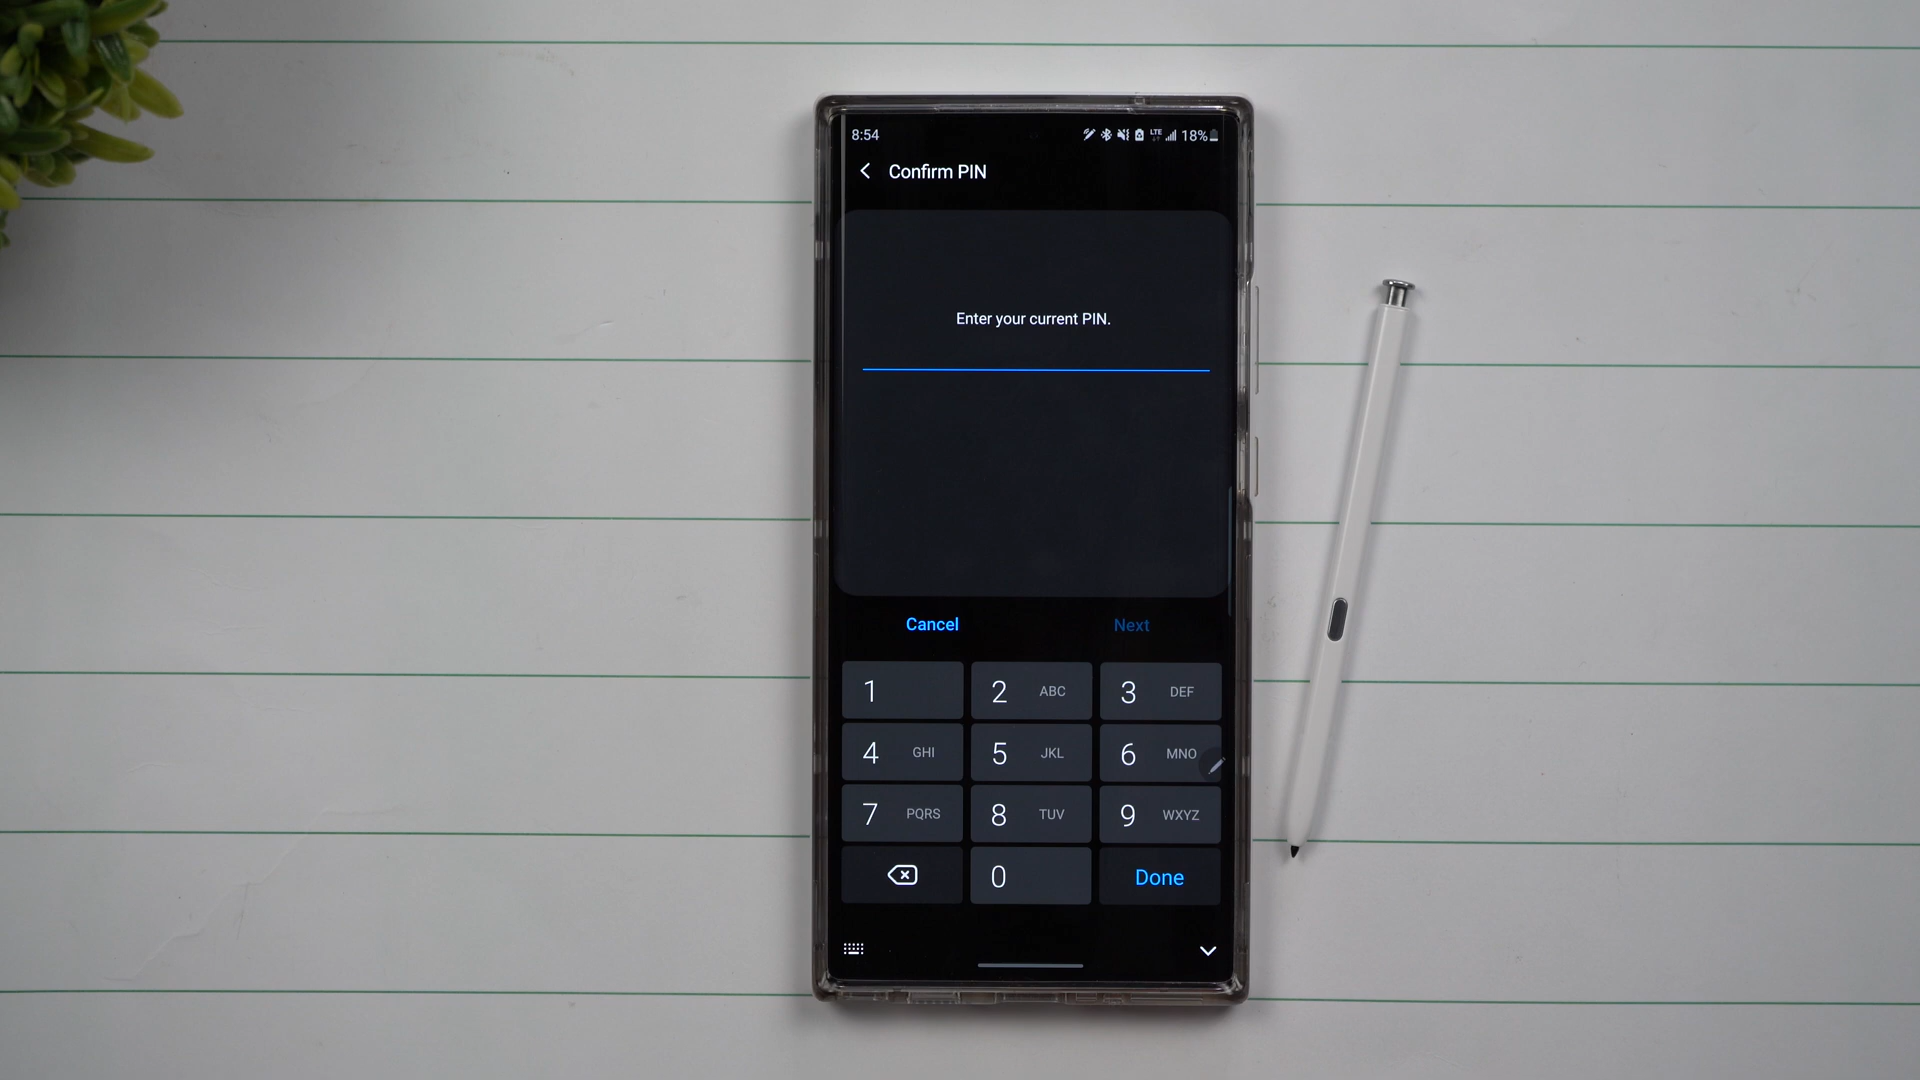 8:54 LTE 18%
Confirm PIN
Enter your current PIN.
Cancel Next
1 2 ABC 3 DEF
4 GHI 5 JKL 6 MNO
7 PQRS 8 TUV 9 WXYZ
0 Done